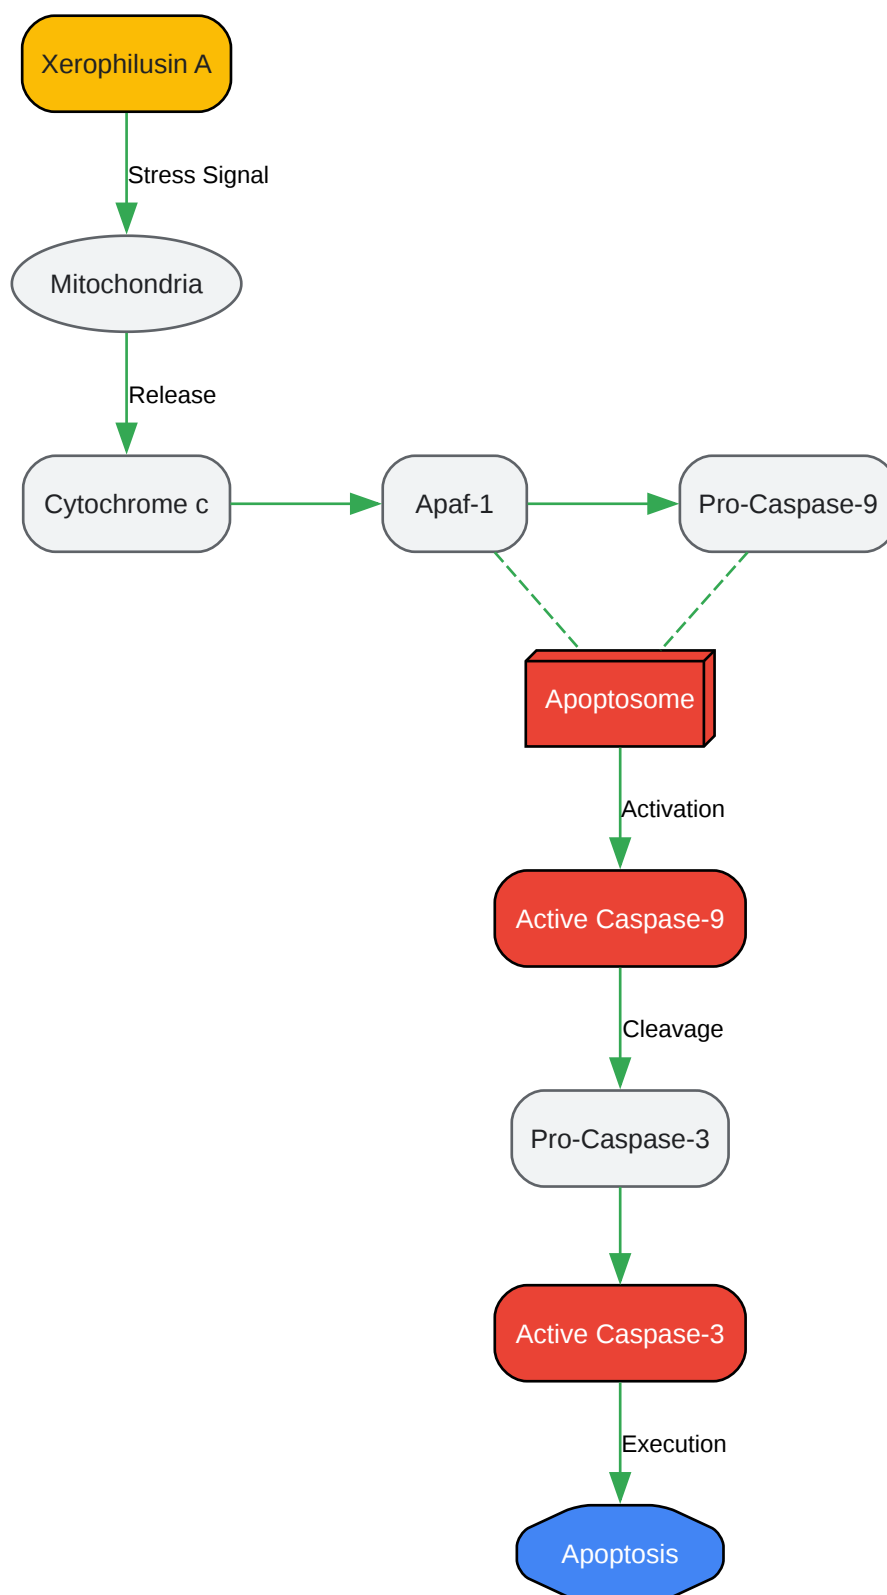 Xerophilusin A
Stress Signal
Mitochondria
Release
Cytochrome c
Apaf-1
Pro-Caspase-9
Apoptosome
Activation
Active Caspase-9
Cleavage
Pro-Caspase-3
Active Caspase-3
Execution
Apoptosis